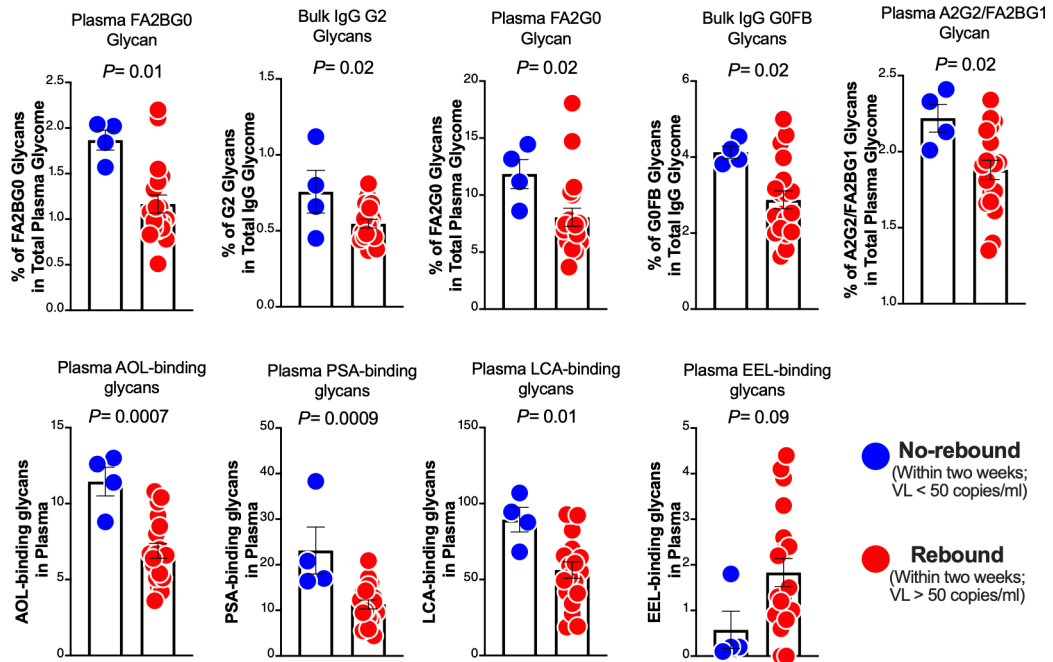 Plasma FA2BG0
Glycan
P= 0.01
% of FA2BG0 Glycans
in Total Plasma Glycome
2.5
2.0
1.5
1.0
0.5
0.0
Bulk IgG G2
Glycans
P= 0.02
% of G2 Glycans
in Total IgG Glycome
1.5
1.0
0.5
0.0
Plasma FA2G0
Glycan
P= 0.02
% of FA2G0 Glycans
in Total Plasma Glycome
20
15
10
5
0
Bulk IgG G0FB
Glycans
P= 0.02
% of G0FB Glycans
in Total IgG Glycome
6
4
2
0
Plasma A2G2/FA2BG1
Glycan
P= 0.02
% of A2G2/FA2BG1 Glycans
in Total Plasma Glycome
2.5
2.0
1.5
1.0
Plasma AOL-binding
glycans
P= 0.0007
AOL-binding glycans
in Plasma
15
10
5
0
Plasma PSA-binding
glycans
P= 0.0009
PSA-binding glycans
in Plasma
50
40
30
20
10
0
Plasma LCA-binding
glycans
P= 0.01
LCA-binding glycans
in Plasma
150
100
50
0
Plasma EEL-binding
glycans
P= 0.09
EEL-binding glycans
in Plasma
5
4
3
2
1
0
No-rebound
(Within two weeks;
VL < 50 copies/ml)
Rebound
(Within two weeks;
VL > 50 copies/ml)